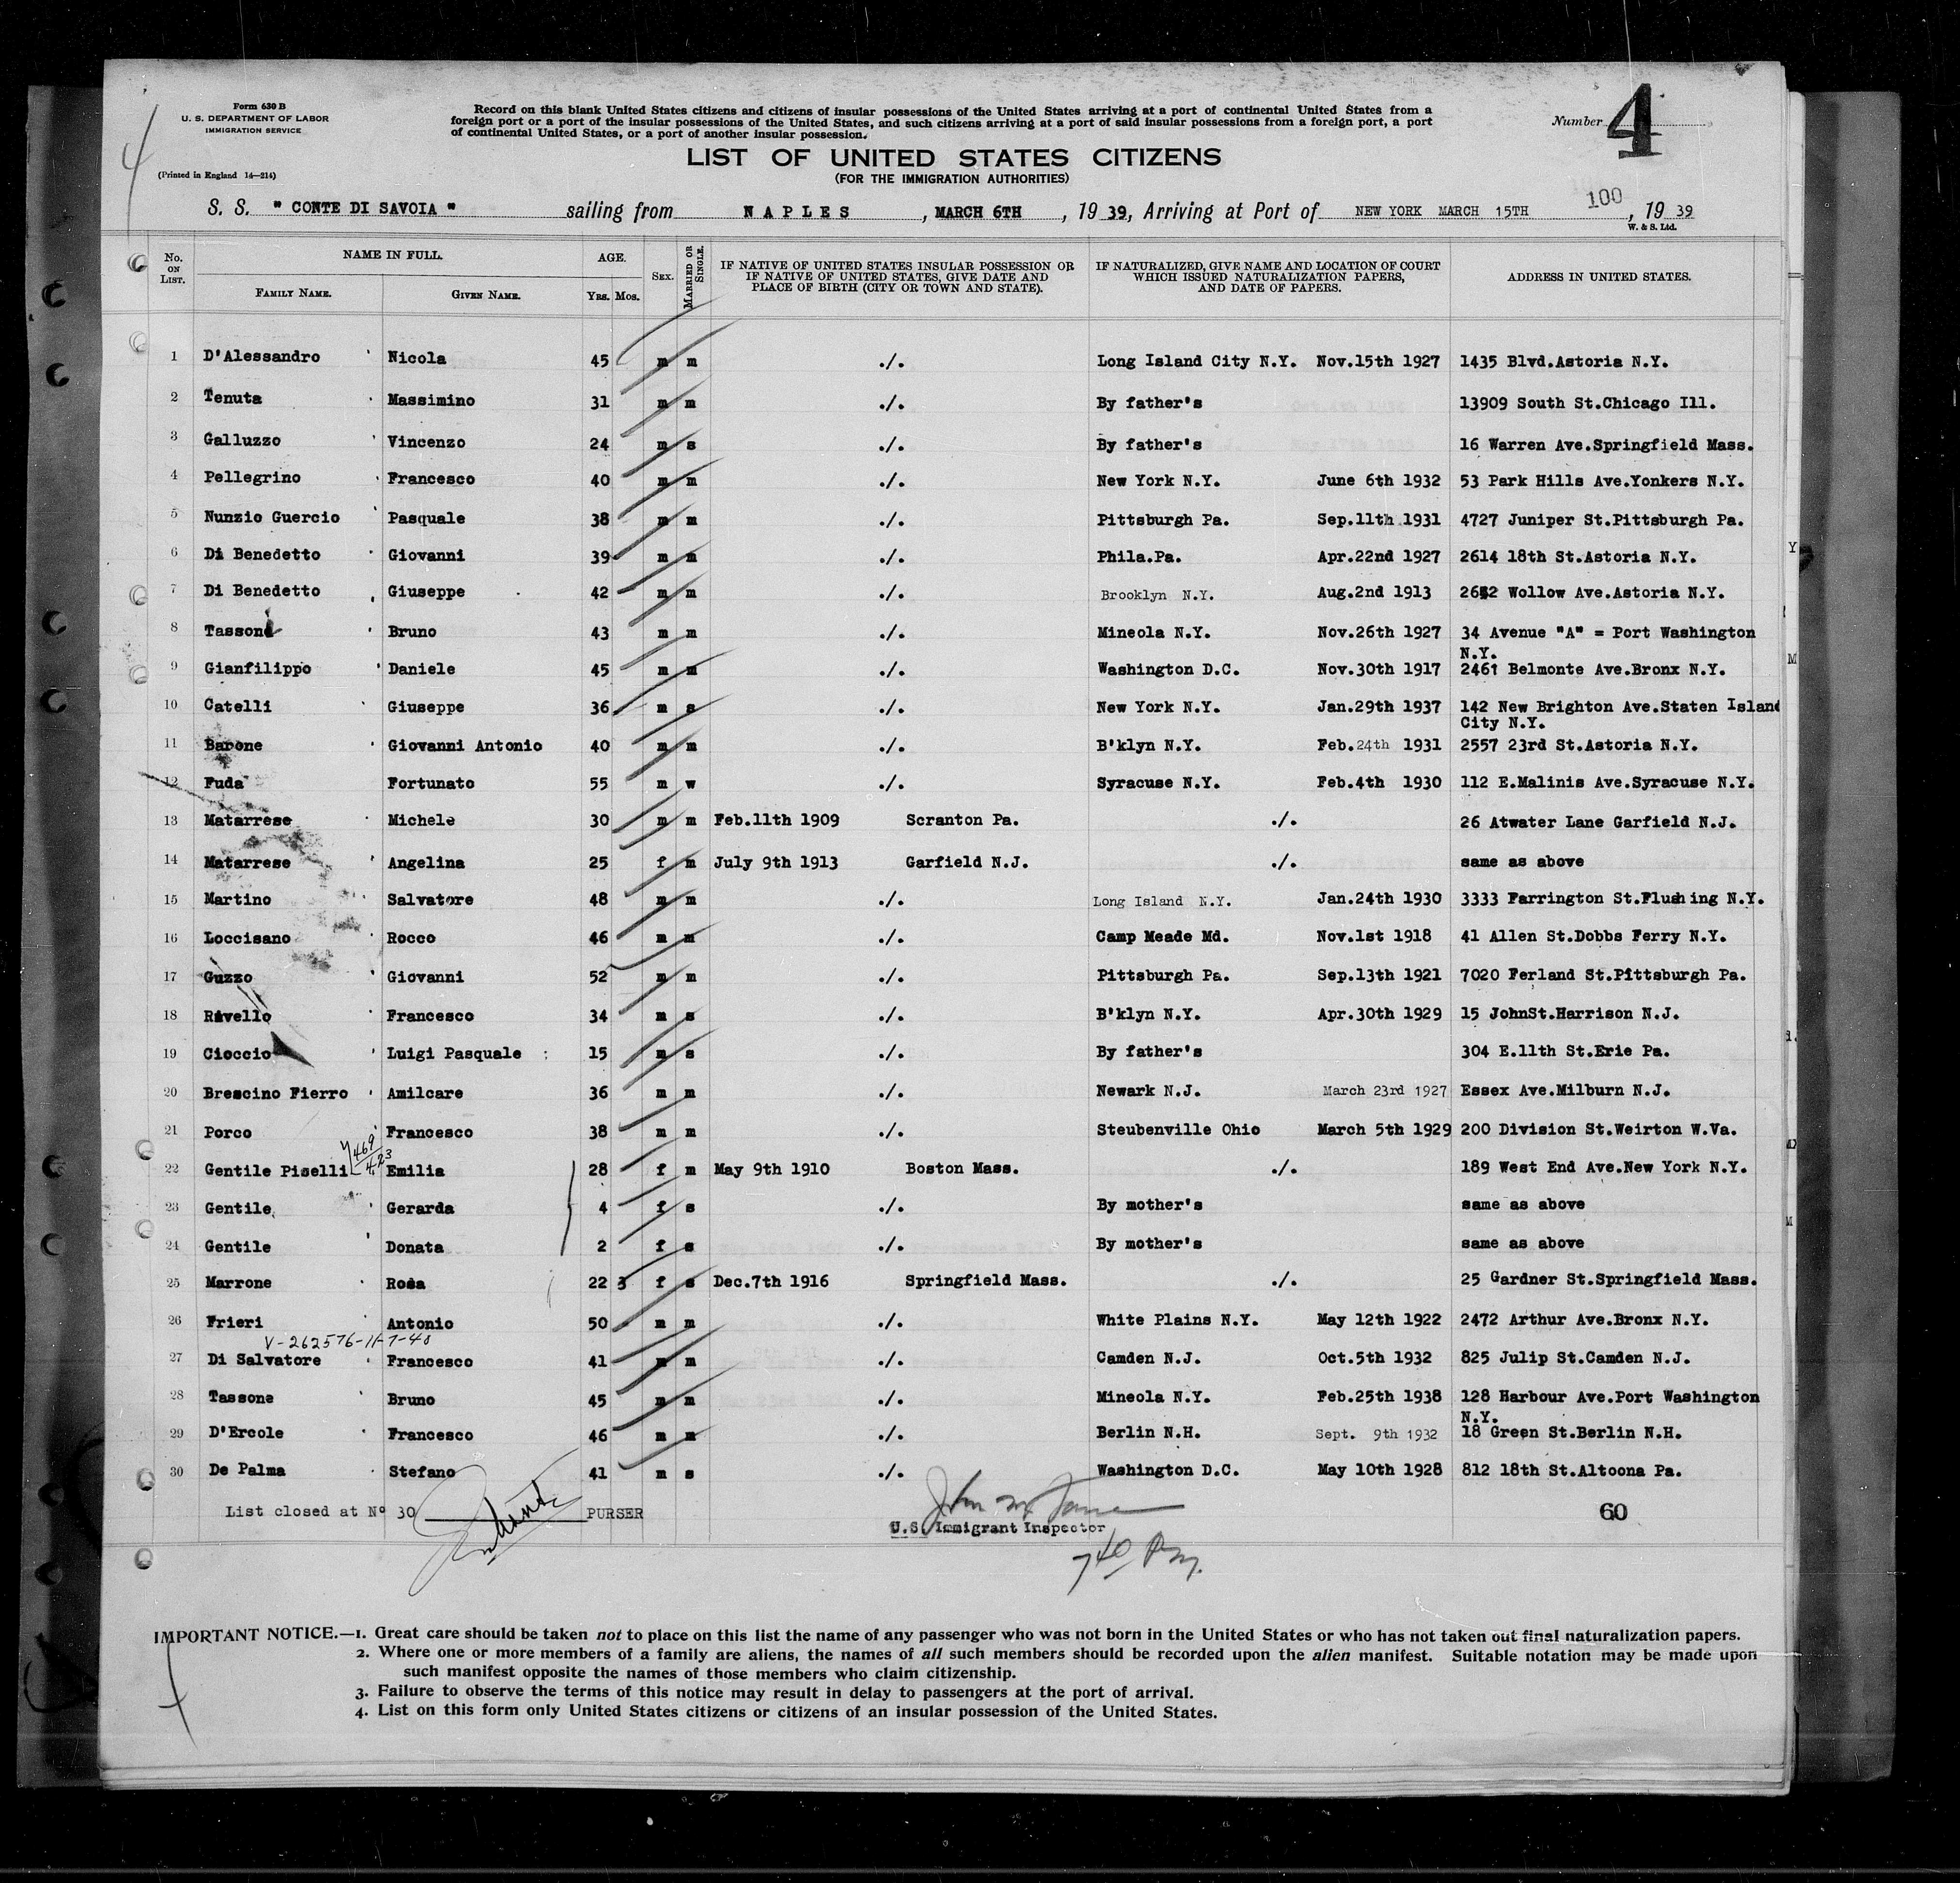 Form 630 B
U. S. DEPARTMENT OF LABOR
IMMIGRATION SERVICE
(Printed in England 14—214)
Record on this blank United States citizens and citizens of insular possessions of the United States arriving at a port of continental United States from a
foreign port or a port of the insular possessions of the United States, and such citizens arriving at a port of said insular possessions from a foreign port, a port
of continental United States, or a port of another insular possession.
Number 4
4
LIST OF UNITED STATES CITIZENS
(FOR THE IMMIGRATION AUTHORITIES)
100
S. S. " CONTE DI SAVOIA " sailing from NAPLES, MARCH 6TH, 19 39, Arriving at Port of NEW YORK MARCH 15TH, 19 39
W. & S. Ltd.
No. ON LIST. NAME IN FULL. AGE. SEX. MARRIED OR SINGLE. IF NATIVE OF UNITED STATES INSULAR POSSESSION OR IF NATIVE OF UNITED STATES, GIVE DATE AND PLACE OF BIRTH (CITY OR TOWN AND STATE). IF NATURALIZED, GIVE NAME AND LOCATION OF COURT WHICH ISSUED NATURALIZATION PAPERS, AND DATE OF PAPERS. ADDRESS IN UNITED STATES.
FAMILY NAME. GIVEN NAME. YRS. MOS.
1 D'Alessandro Nicola 45 m m ./. Long Island City N.Y. Nov.15th 1927 1435 Blvd.Astoria N.Y.
2 Tenuta Massimino 31 m m ./. By father's 13909 South St.Chicago Ill.
3 Galluzzo Vincenzo 24 m s ./. By father's 16 Warren Ave.Springfield Mass.
4 Pellegrino Francesco 40 m m ./. New York N.Y. June 6th 1932 53 Park Hills Ave.Yonkers N.Y.
5 Nunzio Guercio Pasquale 38 m m ./. Pittsburgh Pa. Sep.11th 1931 4727 Juniper St.Pittsburgh Pa.
6 Di Benedetto Giovanni 39 m m ./. Phila.Pa. Apr.22nd 1927 2614 18th St.Astoria N.Y.
7 Di Benedetto Giuseppe 42 m m ./. Brooklyn N.Y. Aug.2nd 1913 Wollow Ave.Astoria N.Y.
8 Tassone Bruno 43 m m ./. Mineola N.Y. Nov.26th 1927 34 Avenue "A" = Port Washington
N.Y.
9 Gianfilippo Daniele 45 m m ./. Washington D.C. Nov.30th 1917 2461 Belmonte Ave.Bronx N.Y.
10 Catelli Giuseppe 36 m s ./. New York N.Y. Jan.29th 1937 142 New Brighton Ave.Staten Island
City N.Y.
11 Barone Giovanni Antonio 40 m m ./. B'klyn N.Y. Feb.24th 1931 2557 23rd St.Astoria N.Y.
12 Fuda Fortunato 55 m w ./. Syracuse N.Y. Feb.4th 1930 112 E.Malinis Ave.Syracuse N.Y.
13 Matarrese Michele 30 m m Feb.11th 1909 Scranton Pa. ./. 26 Atwater Lane Garfield N.J.
14 Matarrese Angelina 25 f m July 9th 1913 Garfield N.J. ./. same as above
15 Martino Salvatore 48 m m ./. Long Island N.Y. Jan.24th 1930 3333 Farrington St.Flushing N.Y.
16 Loccisano Rocco 46 m m ./. Camp Meade Md. Nov.1st 1918 41 Allen St.Dobbs Ferry N.Y.
17 Guzzo Giovanni 52 m m ./. Pittsburgh Pa. Sep.13th 1921 7020 Ferland St.Pittsburgh Pa.
18 Rivello Francesco 34 m s ./. B'klyn N.Y. Apr.30th 1929 15 JohnSt.Harrison N.J.
19 Cioccio Luigi Pasquale 15 m s ./. By father's 304 E.11th St.Erie Pa.
20 Brescino Fierro Amilcare 36 m m ./. Newark N.J. March 23rd 1927 Essex Ave.Milburn N.J.
21 Porco Francesco 38 m m ./. Steubenville Ohio March 5th 1929 200 Division St.Weirton W.Va.
22 Gentile Piselli Emilia 28 f m May 9th 1910 Boston Mass. ./. 189 West End Ave.New York N.Y.
23 Gentile Gerarda 4 f s ./. By mother's same as above
24 Gentile Donata 2 f s ./. By mother's same as above
25 Marrone Rosa 22 3 f s Dec.7th 1916 Springfield Mass. ./. 25 Gardner St.Springfield Mass.
26 Frieri Antonio 50 m m ./. White Plains N.Y. May 12th 1922 2472 Arthur Ave.Bronx N.Y.
V-262576-11-7-40
27 Di Salvatore Francesco 41 m m ./. Camden N.J. Oct.5th 1932 825 Julip St.Camden N.J.
28 Tassone Bruno 45 m m ./. Mineola N.Y. Feb.25th 1938 128 Harbour Ave.Port Washington
N.Y.
29 D'Ercole Francesco 46 m m ./. Berlin N.H. Sept. 9th 1932 18 Green St.Berlin N.H.
30 De Palma Stefano 41 m s ./. Washington D.C. May 10th 1928 812 18th St.Altoona Pa.
List closed at Nº 30 PURSER
60
U.S. Immigrant Inspector
7 40 Pm.
IMPORTANT NOTICE.—1. Great care should be taken not to place on this list the name of any passenger who was not born in the United States or who has not taken out final naturalization papers.
2. Where one or more members of a family are aliens, the names of all such members should be recorded upon the alien manifest. Suitable notation may be made upon
such manifest opposite the names of those members who claim citizenship.
3. Failure to observe the terms of this notice may result in delay to passengers at the port of arrival.
4. List on this form only United States citizens or citizens of an insular possession of the United States.